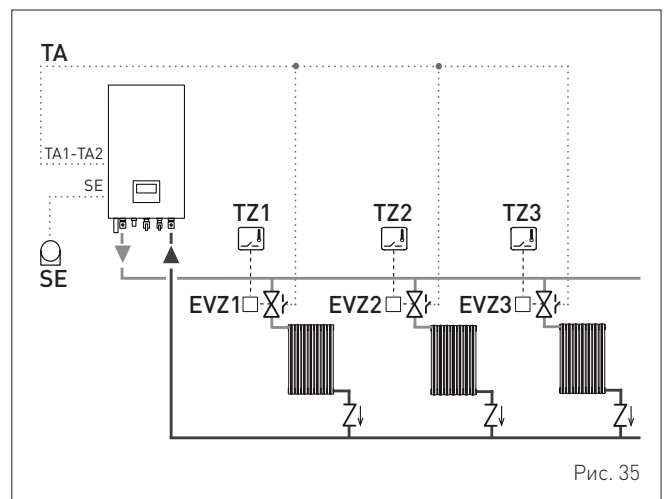 TA
TA1-TA2
SE
SE
TZ1 TZ2 TZ3
EVZ1 EVZ2 EVZ3
Рис. 35